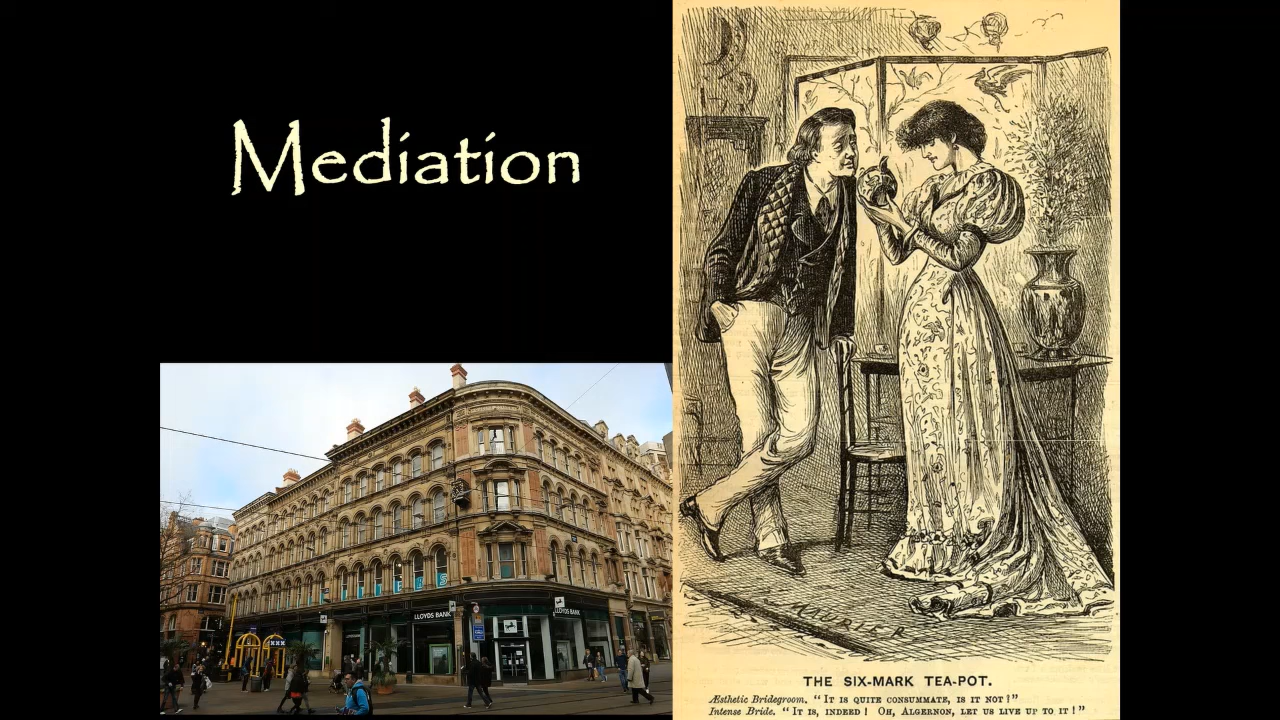 Mediation
LLOYDS BANK
LLOYDS BANK
XXX
DU MAURIER
THE SIX-MARK TEA-POT.
Æsthetic Bridegroom. "IT IS QUITE CONSUMMATE, IS IT NOT?"
Intense Bride. "IT IS, INDEED! OH, ALGERNON, LET US LIVE UP TO IT!"